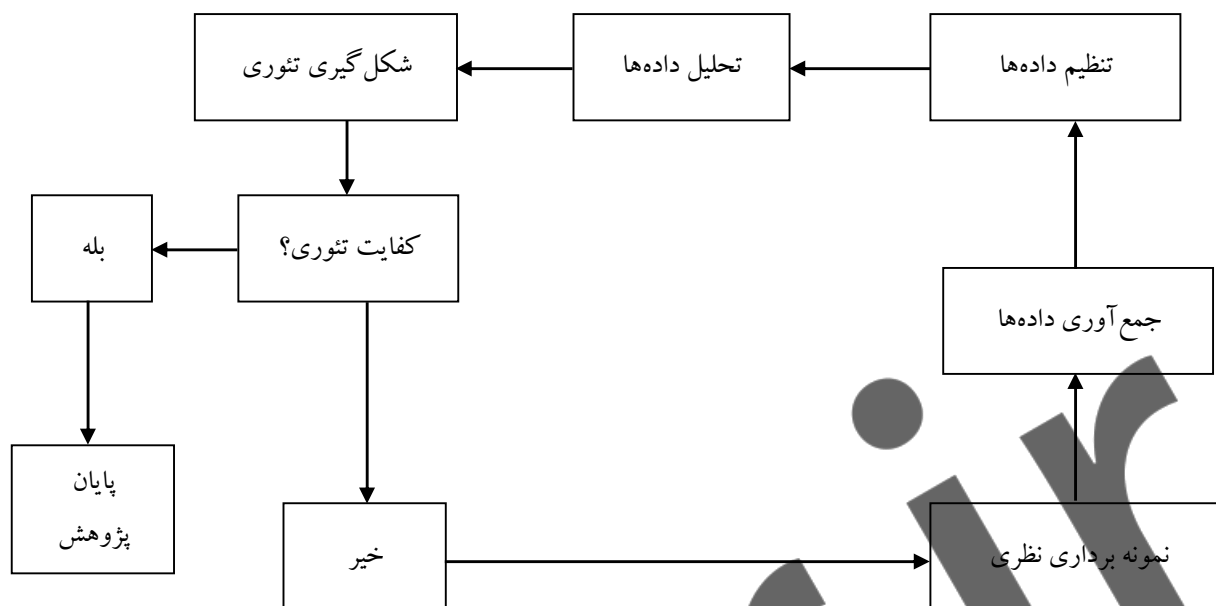 تنظیم داده‌ها
تحلیل داده‌ها
شکل‌گیری تئوری
کفایت تئوری؟
بله
جمع‌آوری داده‌ها
پایان
پژوهش
خیر
نمونه برداری نظری
ir